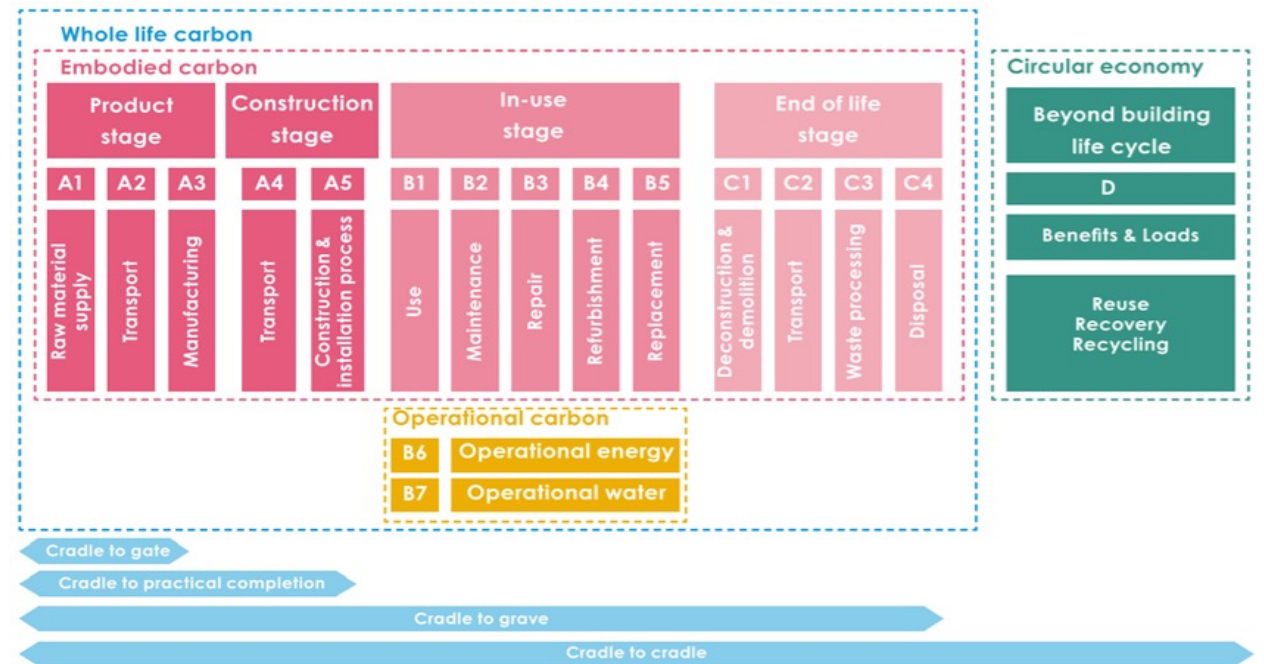 Whole life carbon
Embodied carbon
Circular economy
Product
stage
Construction
stage
In-use
stage
End of life
stage
Beyond building
life cycle
A1
A2
A3
A4
A5
B1
B2
B3
B4
B5
C1
C2
C3
C4
D
Raw material
supply
Transport
Manufacturing
Transport
Construction &
installation process
Use
Maintenance
Repair
Refurbishment
Replacement
Deconstruction &
demolition
Transport
Waste processing
Disposal
Benefits & Loads
Reuse
Recovery
Recycling
Operational carbon
B6
Operational energy
B7
Operational water
Cradle to gate
Cradle to practical completion
Cradle to grave
Cradle to cradle